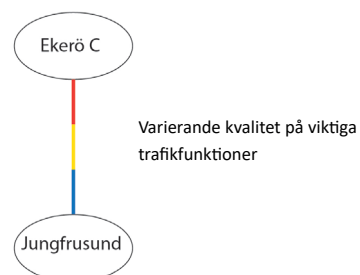 Ekerö C
Varierande kvalitet på viktiga
trafikfunktioner
Jungfrusund